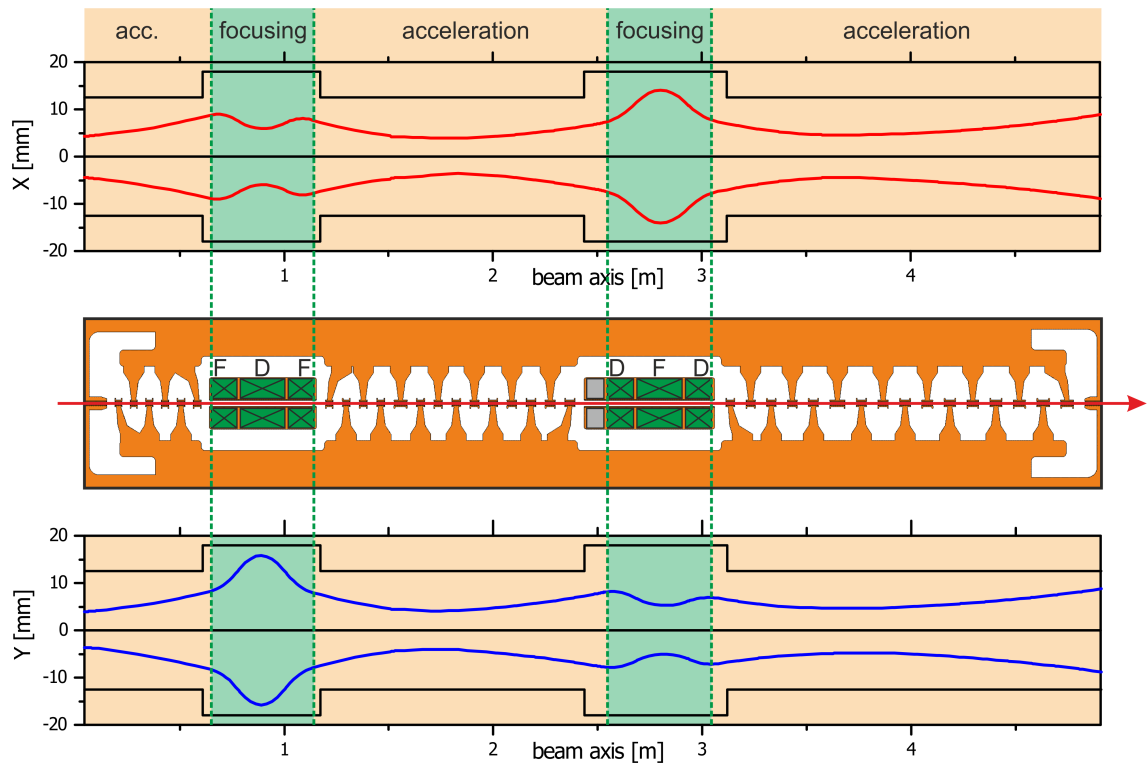 acc. focusing acceleration focusing acceleration
20
10
0
-10
-20
X [mm]
1 2 3 4
beam axis [m]
F D F D F D
20
10
0
-10
-20
Y [mm]
1 2 3 4
beam axis [m]